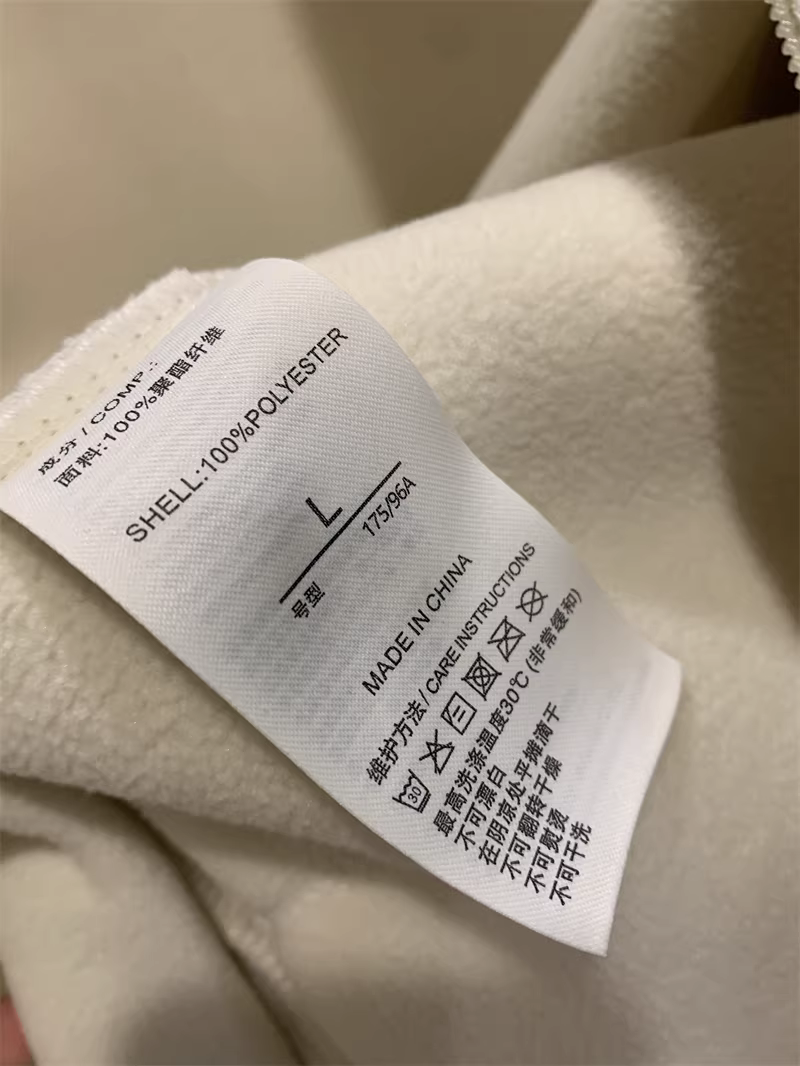 成分 / COMP.:
面料:100%聚酯纤维
SHELL:100%POLYESTER
L
号型 175/96A
MADE IN CHINA
维护方法 / CARE INSTRUCTIONS
30
最高洗涤温度30℃(非常缓和)
不可漂白
在阴凉处平摊滴干
不可翻转干燥
不可熨烫
不可干洗